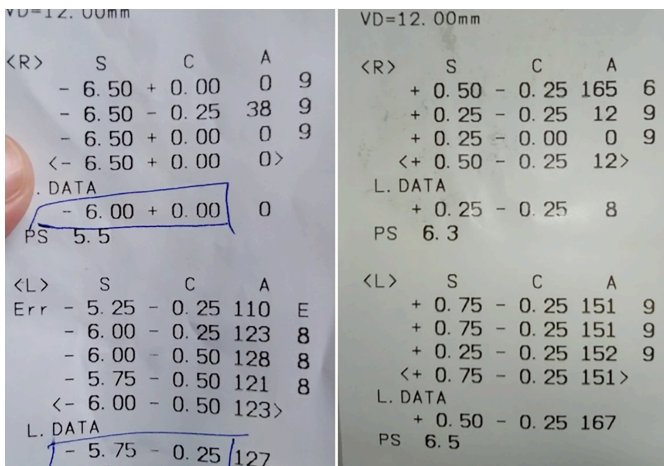 VD=12. 00mm
<R> S C A
- 6. 50 + 0. 00 0 9
- 6. 50 - 0. 25 38 9
- 6. 50 + 0. 00 0 9
<- 6. 50 + 0. 00 0>
. DATA
- 6. 00 + 0. 00 0
PS 5. 5
<L> S C A
Err - 5. 25 - 0. 25 110 E
- 6. 00 - 0. 25 123 8
- 6. 00 - 0. 50 128 8
- 5. 75 - 0. 50 121 8
<- 6. 00 - 0. 50 123>
L. DATA
- 5. 75 - 0. 25 127
VD=12. 00mm
<R> S C A
+ 0. 50 - 0. 25 165 6
+ 0. 25 - 0. 25 12 9
+ 0. 25 - 0. 00 0 9
<+ 0. 50 - 0. 25 12>
L. DATA
+ 0. 25 - 0. 25 8
PS 6. 3
<L> S C A
+ 0. 75 - 0. 25 151 9
+ 0. 75 - 0. 25 151 9
+ 0. 25 - 0. 25 152 9
<+ 0. 75 - 0. 25 151>
L. DATA
+ 0. 50 - 0. 25 167
PS 6. 5